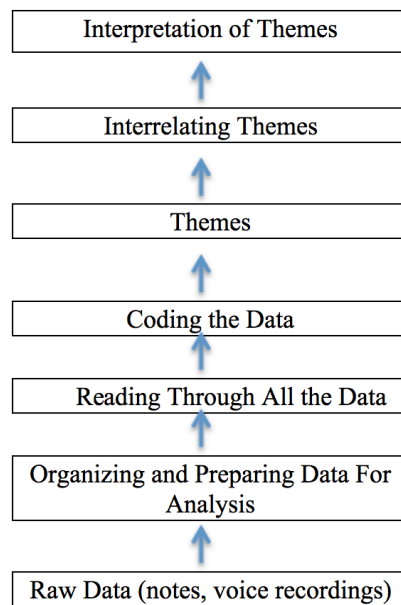 Interpretation of Themes
Interrelating Themes
Themes
Coding the Data
Reading Through All the Data
Organizing and Preparing Data For
Analysis
Raw Data (notes, voice recordings)